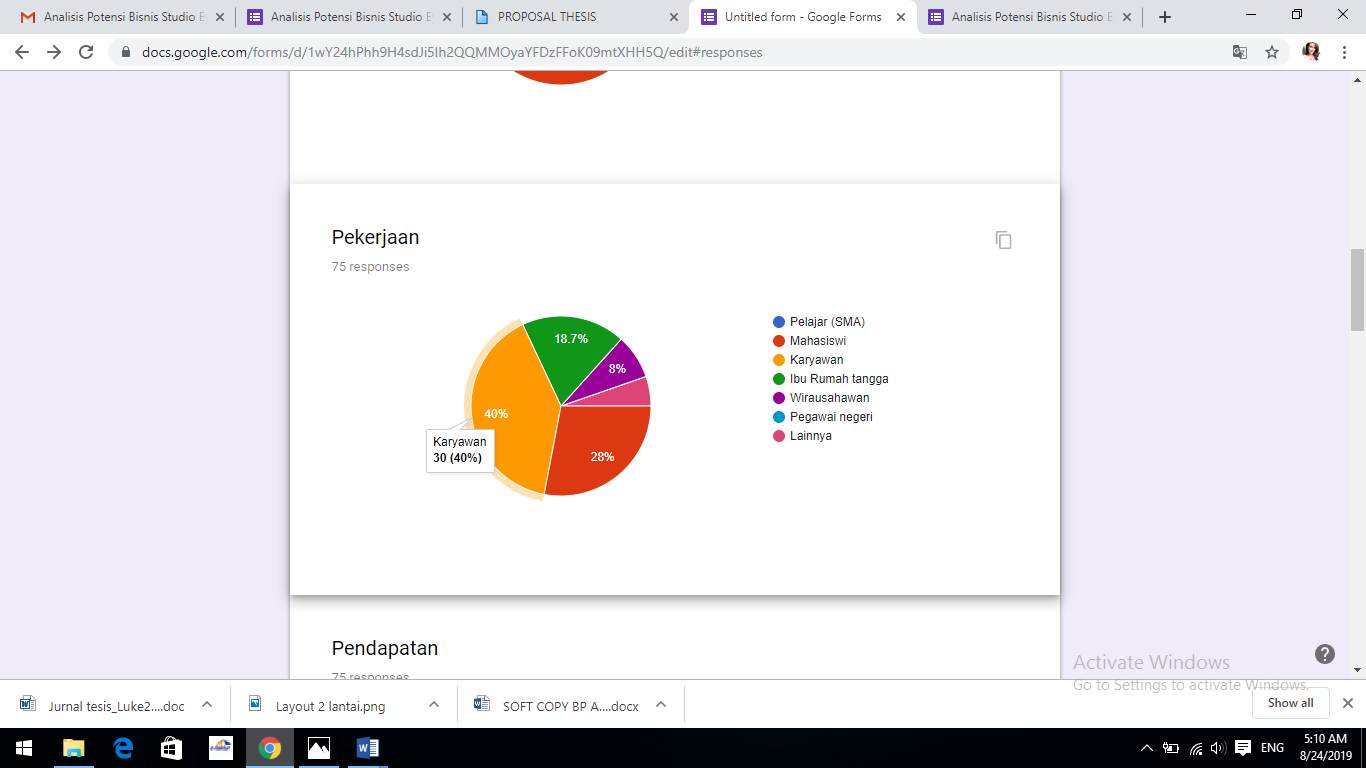 Analisis Potensi Bisnis Studio E
Analisis Potensi Bisnis Studio E
PROPOSAL THESIS
Untitled form - Google Forms
Analisis Potensi Bisnis Studio E
docs.google.com/forms/d/1wY24hPhh9H4sdJi5lh2QQMMOyaYFDzFFoK09mtXHH5Q/edit#responses
Pekerjaan
75 responses
18.7%
8%
40%
28%
Karyawan
30 (40%)
Pelajar (SMA)
Mahasiswi
Karyawan
Ibu Rumah tangga
Wirausahawan
Pegawai negeri
Lainnya
Pendapatan
75 responses
Activate Windows
Go to Settings to activate Windows.
Jurnal tesis_Luke2....doc
Layout 2 lantai.png
SOFT COPY BP A....docx
Show all
ENG
5:10 AM
8/24/2019